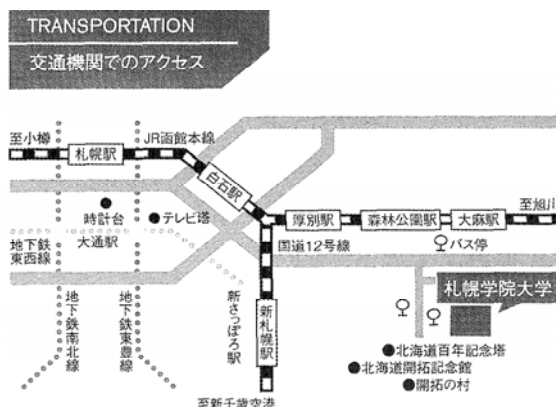 TRANSPORTATION
交通機関でのアクセス
至小樽
札幌駅
JR函館本線
白石駅
厚別駅
森林公園駅
大麻駅
至旭川
時計台
テレビ塔
地下鉄
東西線
大通駅
国道12号線
バス停
札幌学院大学
地下鉄南北線
地下鉄東豊線
新さっぽろ駅
新札幌駅
北海道百年記念塔
北海道開拓記念館
開拓の村
至新千歳空港